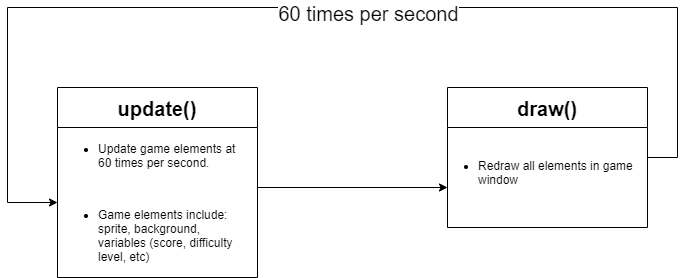 60 times per second
update()
• Update game elements at
60 times per second.
• Game elements include:
sprite, background,
variables (score, difficulty
level, etc)
draw()
• Redraw all elements in game
window